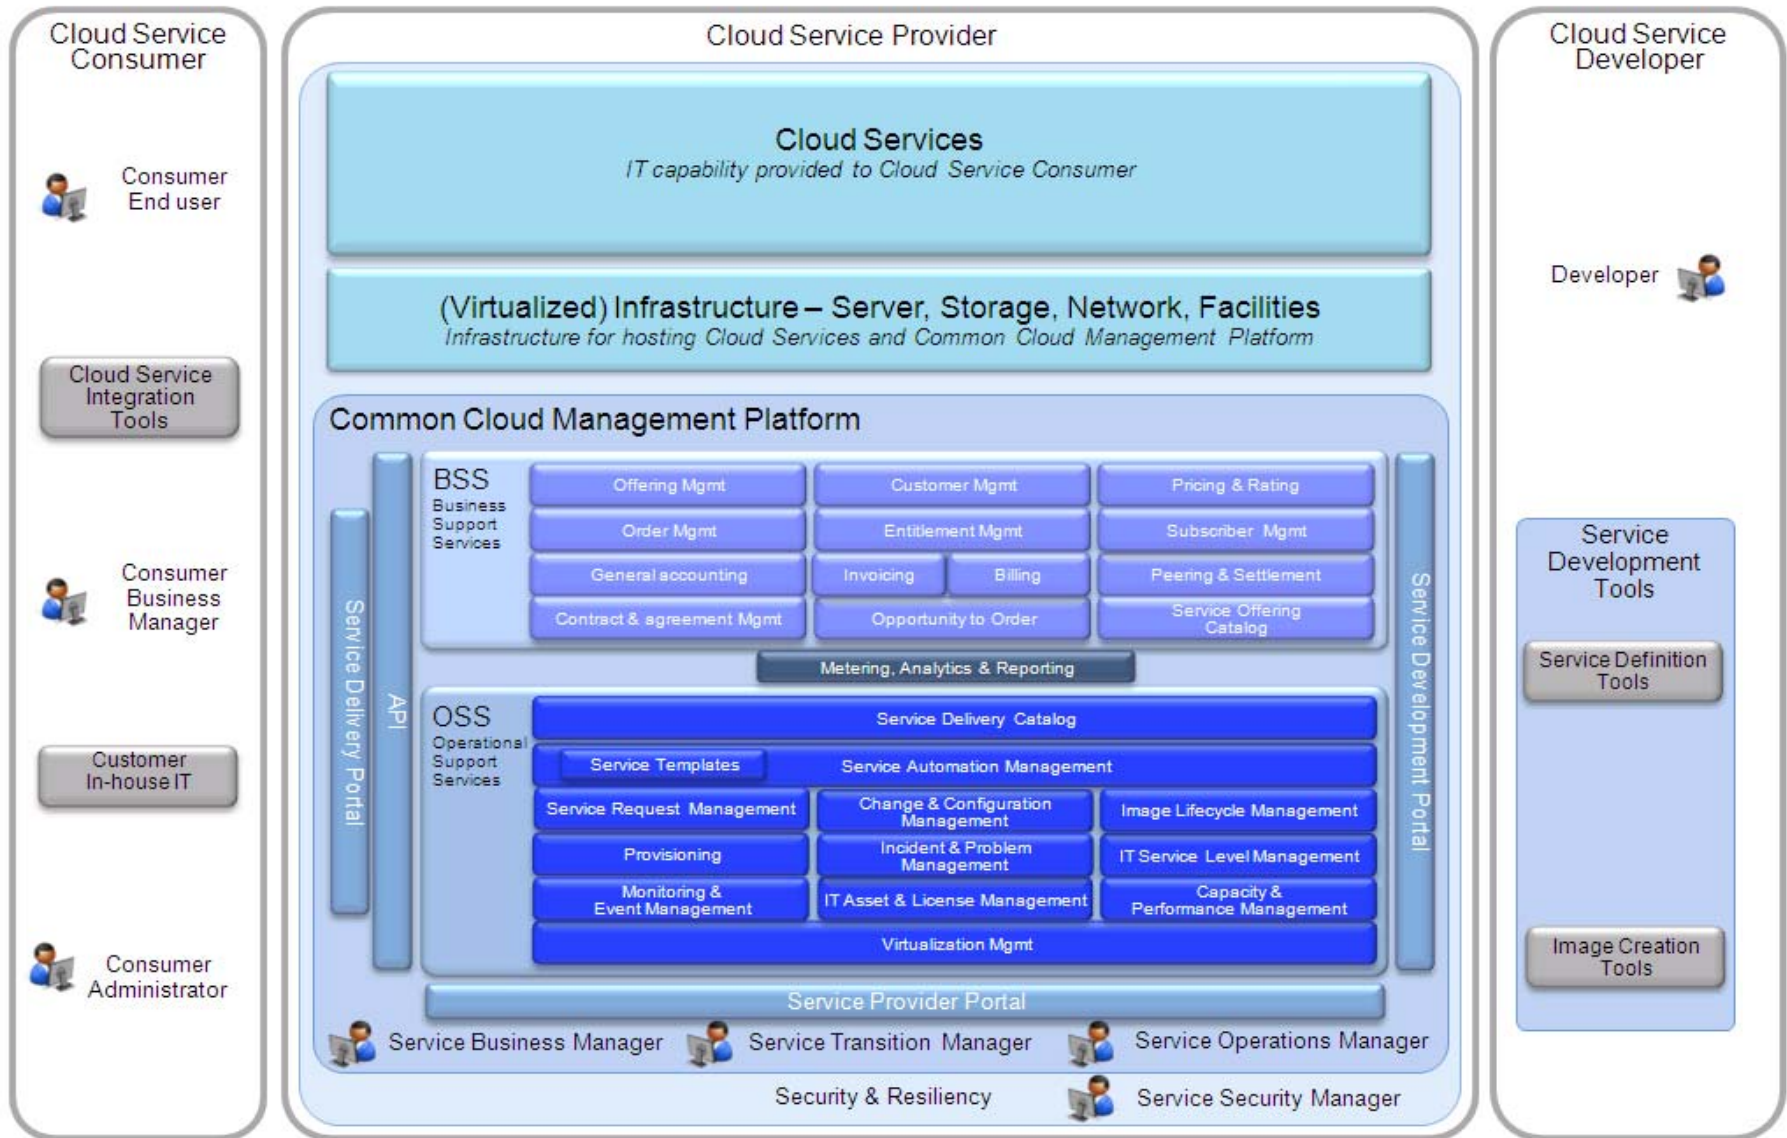 Cloud Service
Consumer
Consumer
End user
Cloud Service
Integration
Tools
Consumer
Business
Manager
Customer
In-house IT
Consumer
Administrator
Cloud Service Provider
Cloud Services
IT capability provided to Cloud Service Consumer
(Virtualized) Infrastructure – Server, Storage, Network, Facilities
Infrastructure for hosting Cloud Services and Common Cloud Management Platform
Common Cloud Management Platform
Service Delivery Portal
API
BSS
Business
Support
Services
Offering Mgmt
Customer Mgmt
Pricing & Rating
Order Mgmt
Entitlement Mgmt
Subscriber Mgmt
General accounting
Invoicing
Billing
Peering & Settlement
Contract & agreement Mgmt
Opportunity to Order
Service Offering
Catalog
Metering, Analytics & Reporting
OSS
Operational
Support
Services
Service Delivery Catalog
Service Templates
Service Automation Management
Service Request Management
Change & Configuration
Management
Image Lifecycle Management
Provisioning
Incident & Problem
Management
IT Service Level Management
Monitoring &
Event Management
IT Asset & License Management
Capacity &
Performance Management
Virtualization Mgmt
Service Development Portal
Service Provider Portal
Service Business Manager
Service Transition Manager
Service Operations Manager
Security & Resiliency
Service Security Manager
Cloud Service
Developer
Developer
Service
Development
Tools
Service Definition
Tools
Image Creation
Tools